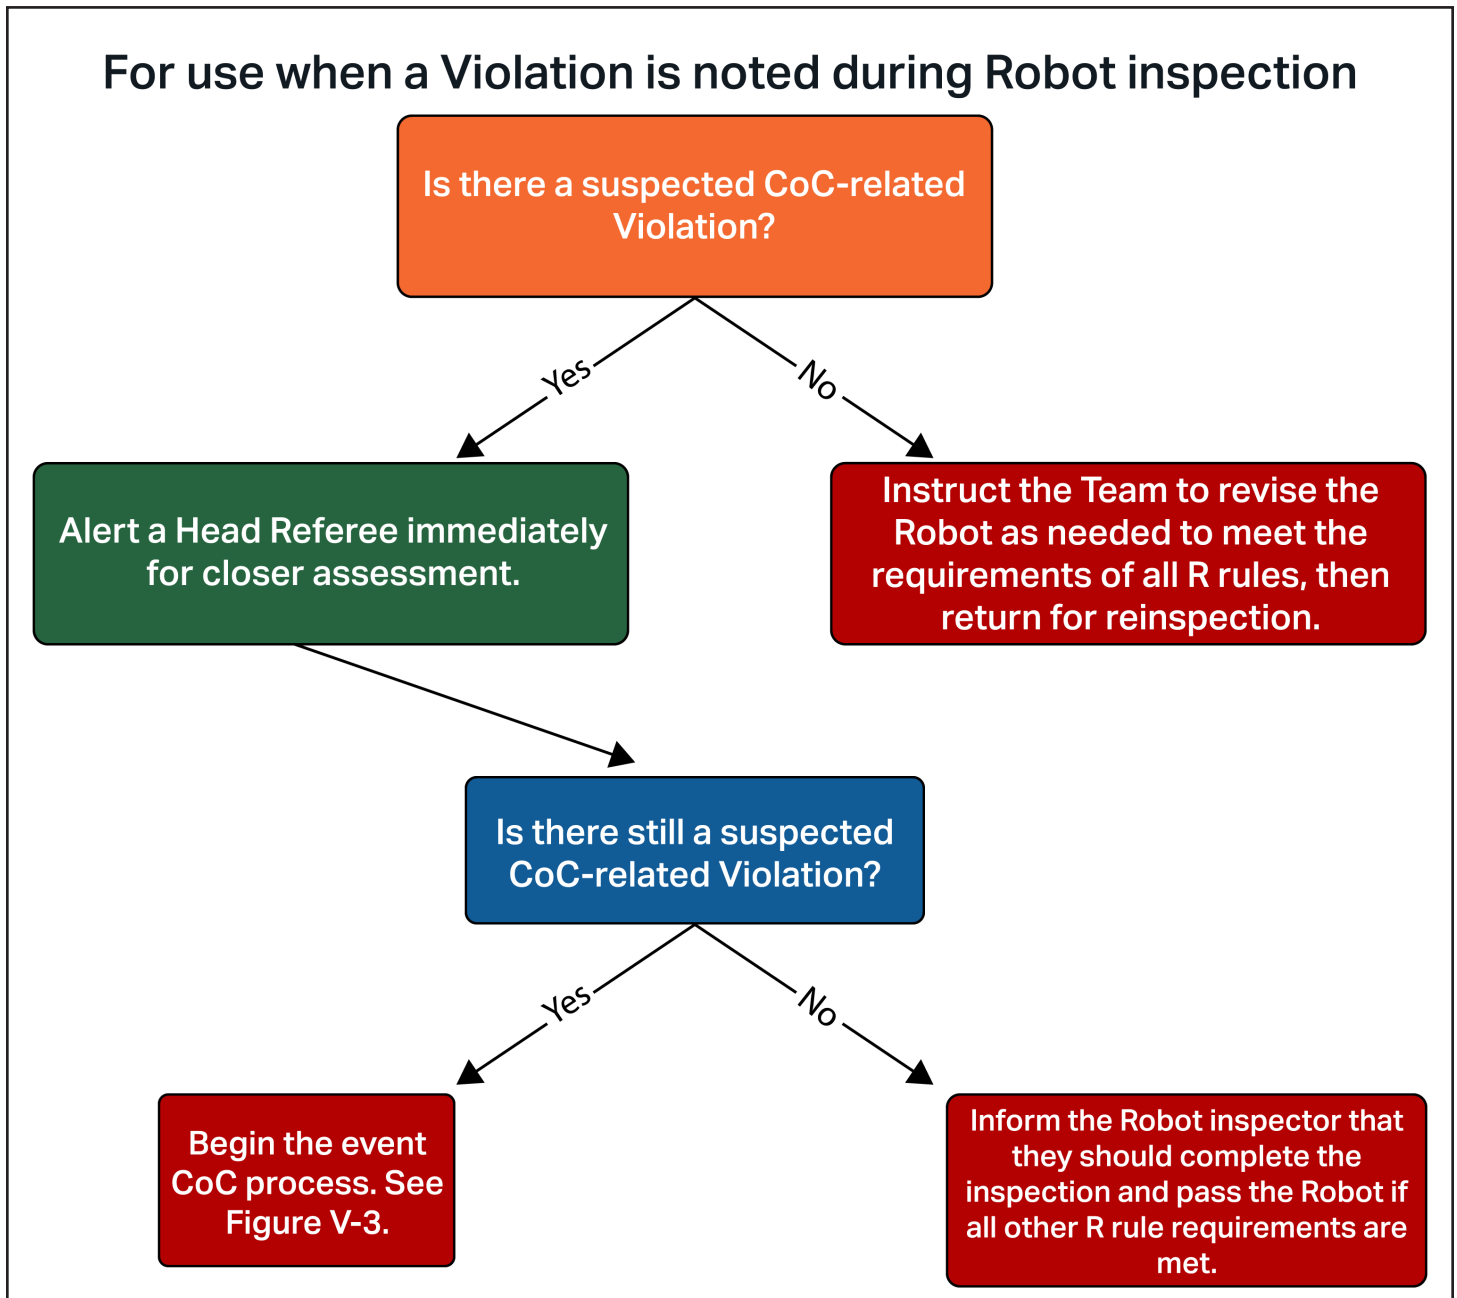 For use when a Violation is noted during Robot inspection
Is there a suspected CoC-related
Violation?
Yes
No
Alert a Head Referee immediately
for closer assessment.
Instruct the Team to revise the
Robot as needed to meet the
requirements of all R rules, then
return for reinspection.
Is there still a suspected
CoC-related Violation?
Yes
No
Begin the event
CoC process. See
Figure V-3.
Inform the Robot inspector that
they should complete the
inspection and pass the Robot if
all other R rule requirements are
met.